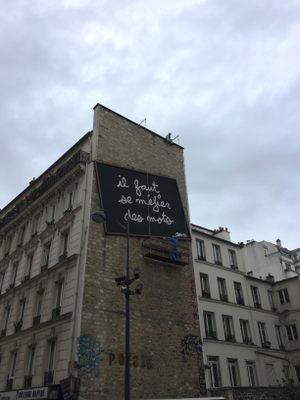 il faut
se méfier
des mots